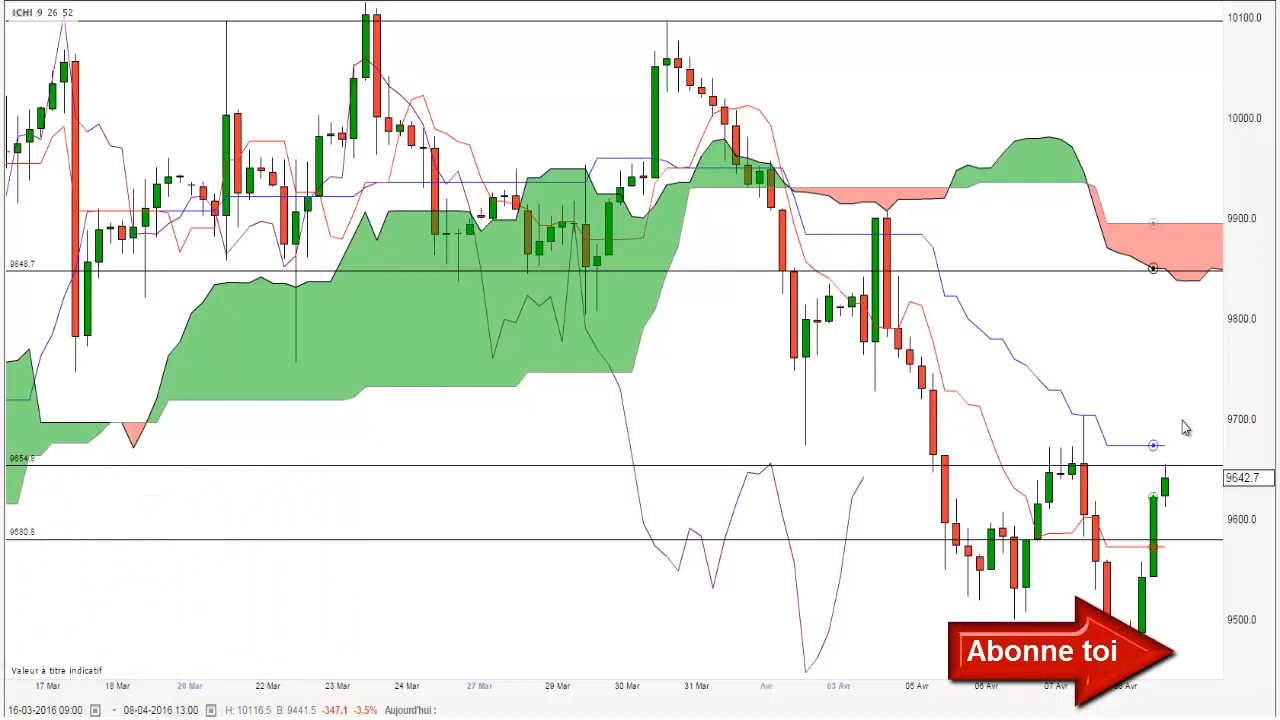 ICHI 9 26 52
10100.0
10000.0
9900.0
9848.7
9800.0
9700.0
9654.8
9642.7
9600.0
9580.8
9500.0
Abonne toi
Valeur à titre indicatif
17 Mar 18 Mar 20 Mar 22 Mar 23 Mar 24 Mar 27 Mar 29 Mar 30 Mar 31 Mar Avr 03 Avr 05 Avr 06 Avr 07 Avr 08 Avr
16-03-2016 09:00 - 08-04-2016 13:00 H: 10116.5 B: 9441.5 -347.1 -3.5% Aujourd'hui :